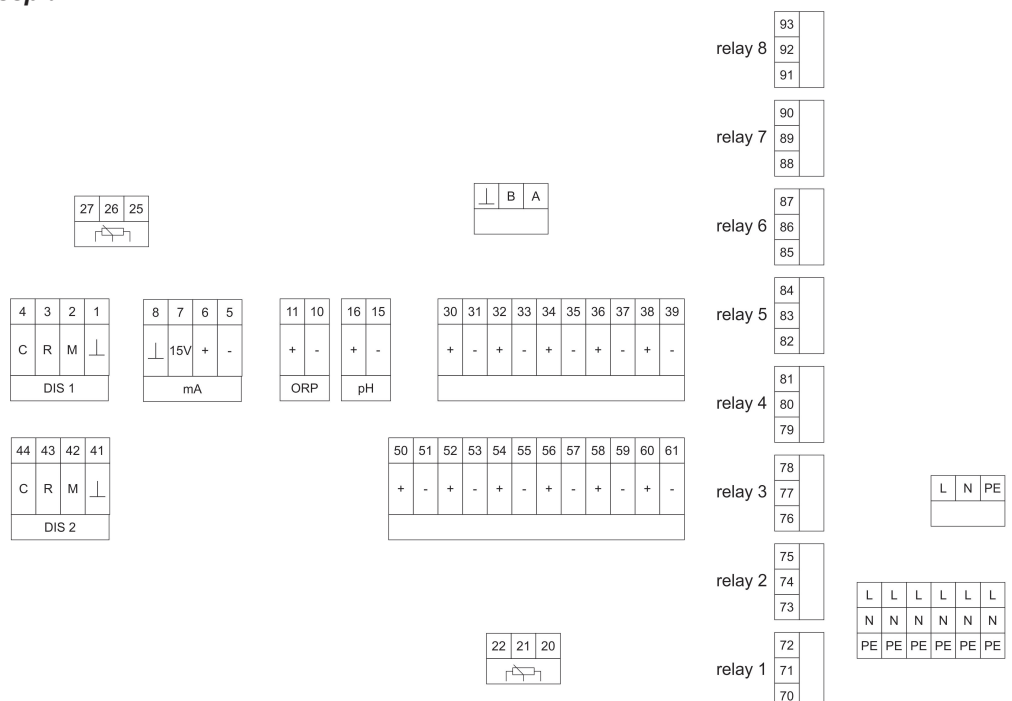 93
relay 8 92
91
90
relay 7 89
88
⊥ B A
87
27 26 25
relay 6 86
85
84
4 3 2 1
8 7 6 5
11 10
16 15
30 31 32 33 34 35 36 37 38 39
relay 5 83
82
C R M ⊥
⊥ 15V + -
+ -
+ -
+ - + - + - + - + -
DIS 1
mA
ORP
pH
81
relay 4 80
79
44 43 42 41
50 51 52 53 54 55 56 57 58 59 60 61
78
C R M ⊥
+ - + - + - + - + - + -
relay 3 77
76
L N PE
DIS 2
75
relay 2 74
73
L L L L L L
N N N N N N
PE PE PE PE PE PE
22 21 20
72
relay 1 71
70